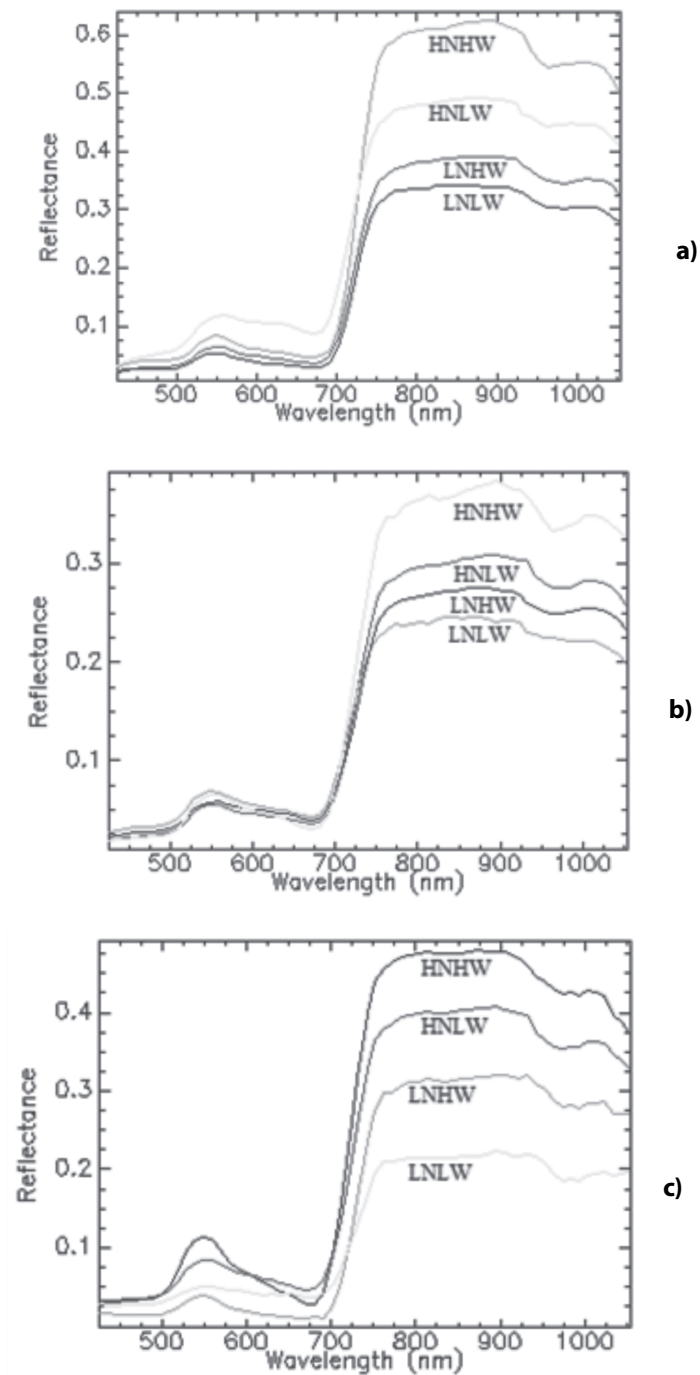 0.6
HNHW
0.5
HNLW
0.4
LNHW
0.3
LNLW
0.2
0.1
Reflectance
500 600 700 800 900 1000
Wavelength (nm)
a)
HNHW
0.3
HNLW
LNHW
LNLW
0.2
0.1
Reflectance
500 600 700 800 900 1000
Wavelength (nm)
b)
HNHW
0.4
HNLW
0.3
LNHW
0.2
LNLW
0.1
Reflectance
500 600 700 800 900 1000
Wavelength (nm)
c)